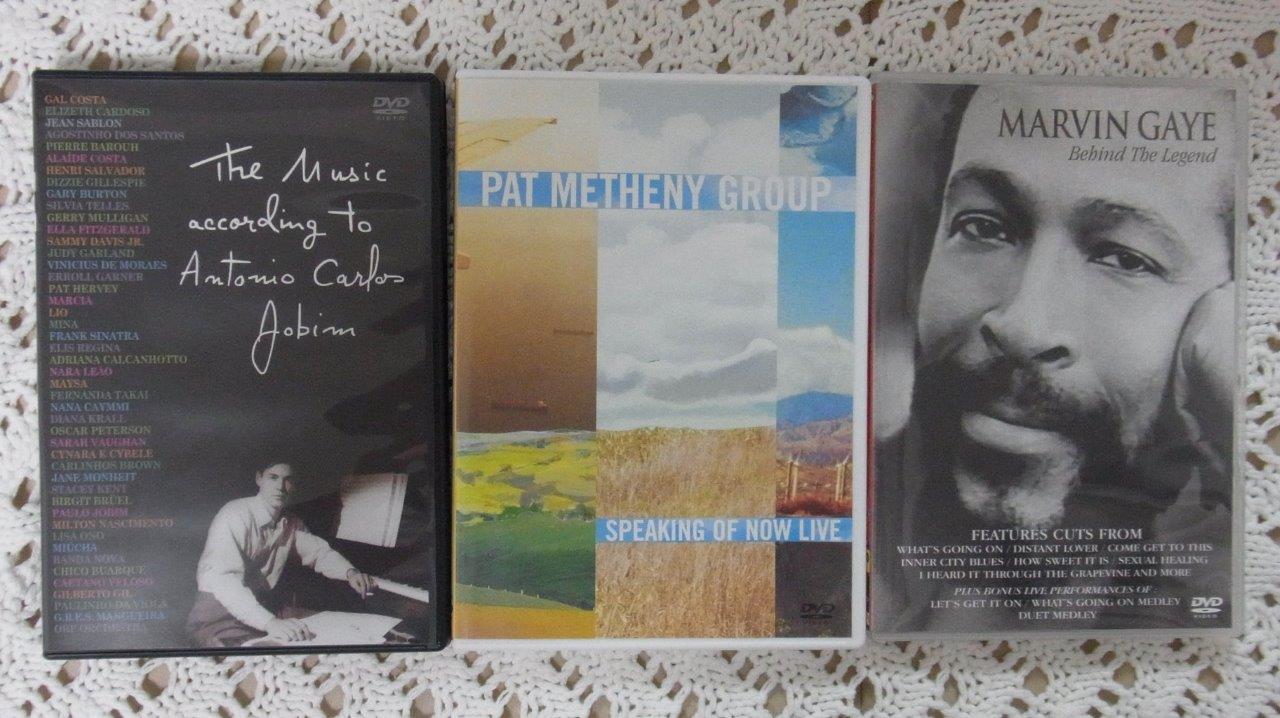 GAL COSTA
ELIZETH CARDOSO
JEAN SABLON
AGOSTINHO DOS SANTOS
PIERRE BAROUH
ALAÍDE COSTA
HENRI SALVADOR
DIZZIE GILLESPIE
GARY BURTON
SILVIA TELLES
GERRY MULLIGAN
ELLA FITZGERALD
SAMMY DAVIS JR.
JUDY GARLAND
VINICIUS DE MORAES
ERROLL GARNER
PAT HERVEY
MARCIA
LIO
MINA
FRANK SINATRA
ELIS REGINA
ADRIANA CALCANHOTTO
NARA LEÃO
MAYSA
FERNANDA TAKAI
NANA CAYMMI
DIANA KRALL
OSCAR PETERSON
SARAH VAUGHAN
CYNARA E CYBELE
CARLINHOS BROWN
JANE MONHEIT
STACEY KENT
BIRGIT BRÜEL
PAULO JOBIM
MILTON NASCIMENTO
LISA ONO
MIÚCHA
BANDA NOVA
CHICO BUARQUE
CAETANO VELOSO
GILBERTO GIL
PAULINHO DA VIOLA
G.R.E.S. MANGUEIRA
DVD
VIDEO
The Music
according to
Antonio Carlos
Jobim
PAT METHENY GROUP
SPEAKING OF NOW LIVE
DVD
MARVIN GAYE
Behind The Legend
FEATURES CUTS FROM
WHAT'S GOING ON / DISTANT LOVER / COME GET TO THIS
INNER CITY BLUES / HOW SWEET IT IS / SEXUAL HEALING
I HEARD IT THROUGH THE GRAPEVINE AND MORE
PLUS BONUS LIVE PERFORMANCES OF:
LET'S GET IT ON / WHAT'S GOING ON MEDLEY
DUET MEDLEY
DVD
VIDEO